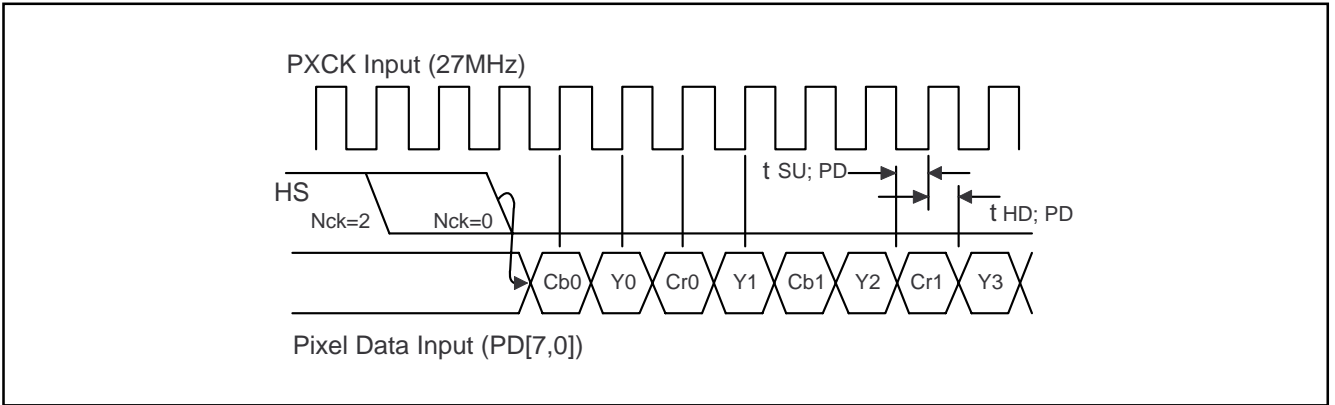 PXCK Input (27MHz)
t SU; PD
HS
t HD; PD
Nck=2 Nck=0
Cb0 Y0 Cr0 Y1 Cb1 Y2 Cr1 Y3
Pixel Data Input (PD[7,0])